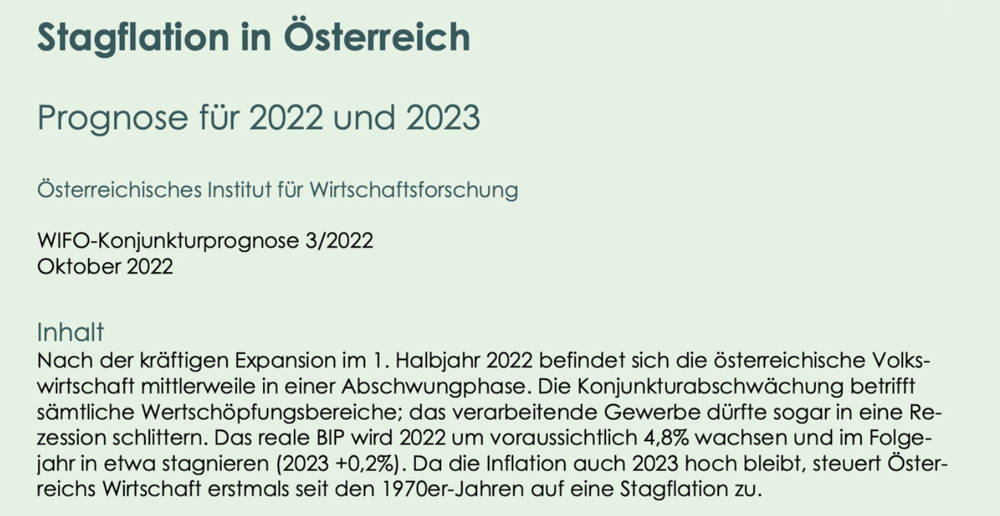 Stagflation in Österreich
Prognose für 2022 und 2023
Österreichisches Institut für Wirtschaftsforschung
WIFO-Konjunkturprognose 3/2022
Oktober 2022
Inhalt
Nach der kräftigen Expansion im 1. Halbjahr 2022 befindet sich die österreichische Volks-
wirtschaft mittlerweile in einer Abschwungphase. Die Konjunkturabschwächung betrifft
sämtliche Wertschöpfungsbereiche; das verarbeitende Gewerbe dürfte sogar in eine Re-
zession schlittern. Das reale BIP wird 2022 um voraussichtlich 4,8% wachsen und im Folge-
jahr in etwa stagnieren (2023 +0,2%). Da die Inflation auch 2023 hoch bleibt, steuert Öster-
reichs Wirtschaft erstmals seit den 1970er-Jahren auf eine Stagflation zu.